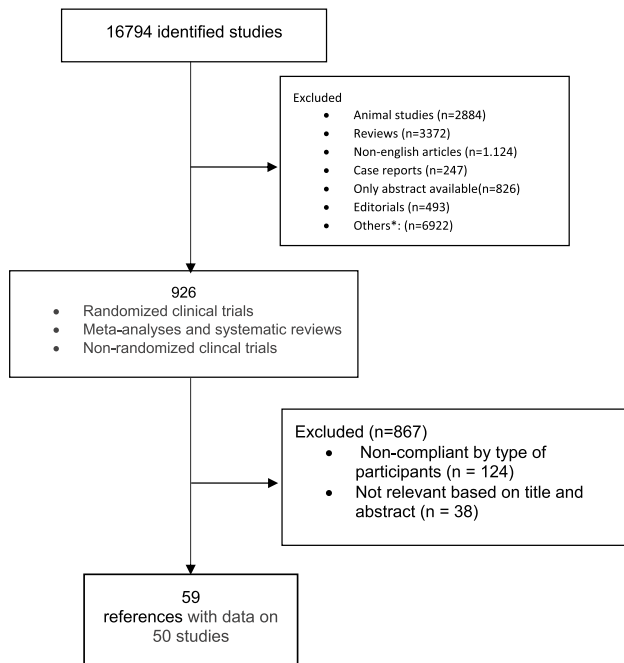 16794 identified studies
Excluded
• Animal studies (n=2884)
• Reviews (n=3372)
• Non-english articles (n=1.124)
• Case reports (n=247)
• Only abstract available(n=826)
• Editorials (n=493)
• Others*: (n=6922)
926
• Randomized clinical trials
• Meta-analyses and systematic reviews
• Non-randomized clincal trials
Excluded (n=867)
• Non-compliant by type of
participants (n = 124)
• Not relevant based on title and
abstract (n = 38)
59
references with data on
50 studies